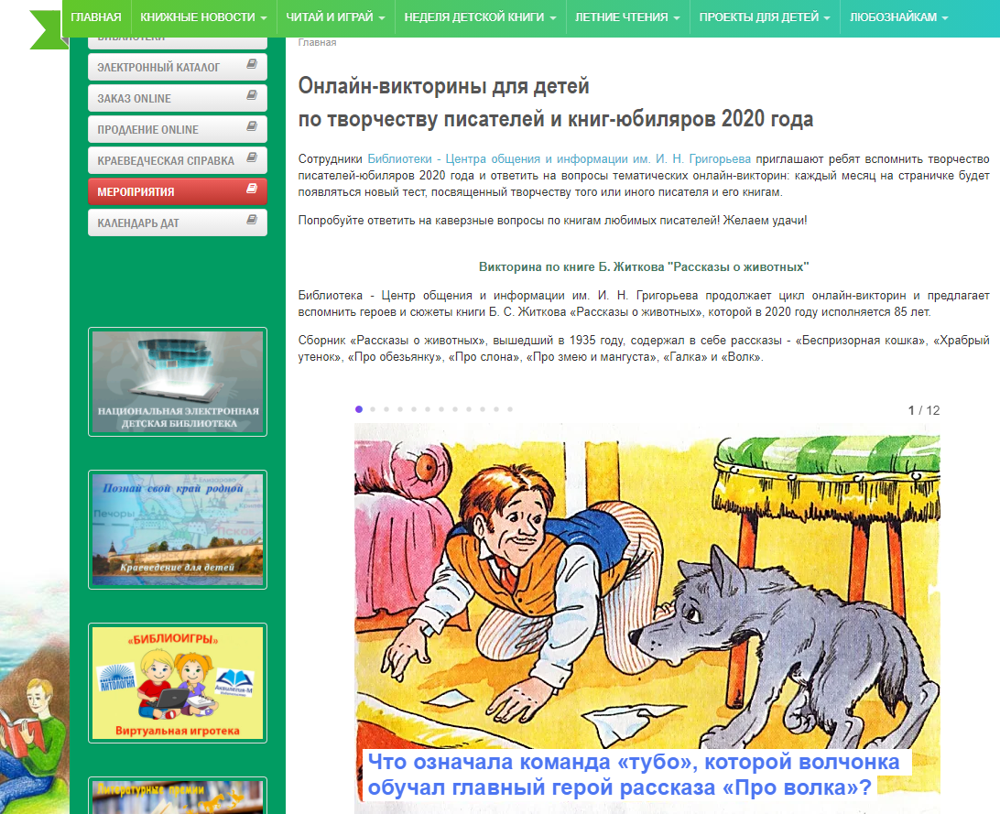 ГЛАВНАЯ КНИЖНЫЕ НОВОСТИ ЧИТАЙ И ИГРАЙ НЕДЕЛЯ ДЕТСКОЙ КНИГИ ЛЕТНИЕ ЧТЕНИЯ ПРОЕКТЫ ДЛЯ ДЕТЕЙ ЛЮБОЗНАЙКАМ
БИБЛИОТЕКИ
ЭЛЕКТРОННЫЙ КАТАЛОГ
ЗАКАЗ ONLINE
ПРОДЛЕНИЕ ONLINE
КРАЕВЕДЧЕСКАЯ СПРАВКА
МЕРОПРИЯТИЯ
КАЛЕНДАРЬ ДАТ
НАЦИОНАЛЬНАЯ ЭЛЕКТРОННАЯ
ДЕТСКАЯ БИБЛИОТЕКА
Познай свой край родной
Печоры
Псков
Краеведение для детей
«БИБЛИОИГРЫ»
АНТОЛОГИЯ
Аквилегия-М
Виртуальная игротека
Литературные премии
Главная
Онлайн-викторины для детей
по творчеству писателей и книг-юбиляров 2020 года
Сотрудники Библиотеки - Центра общения и информации им. И. Н. Григорьева приглашают ребят вспомнить творчество
писателей-юбиляров 2020 года и ответить на вопросы тематических онлайн-викторин: каждый месяц на страничке будет
появляться новый тест, посвященный творчеству того или иного писателя и его книгам.
Попробуйте ответить на каверзные вопросы по книгам любимых писателей! Желаем удачи!
Викторина по книге Б. Житкова "Рассказы о животных"
Библиотека - Центр общения и информации им. И. Н. Григорьева продолжает цикл онлайн-викторин и предлагает
вспомнить героев и сюжеты книги Б. С. Житкова «Рассказы о животных», которой в 2020 году исполняется 85 лет.
Сборник «Рассказы о животных», вышедший в 1935 году, содержал в себе рассказы - «Беспризорная кошка», «Храбрый
утенок», «Про обезьянку», «Про слона», «Про змею и мангуста», «Галка» и «Волк».
1 / 12
Что означала команда «тубо», которой волчонка
обучал главный герой рассказа «Про волка»?